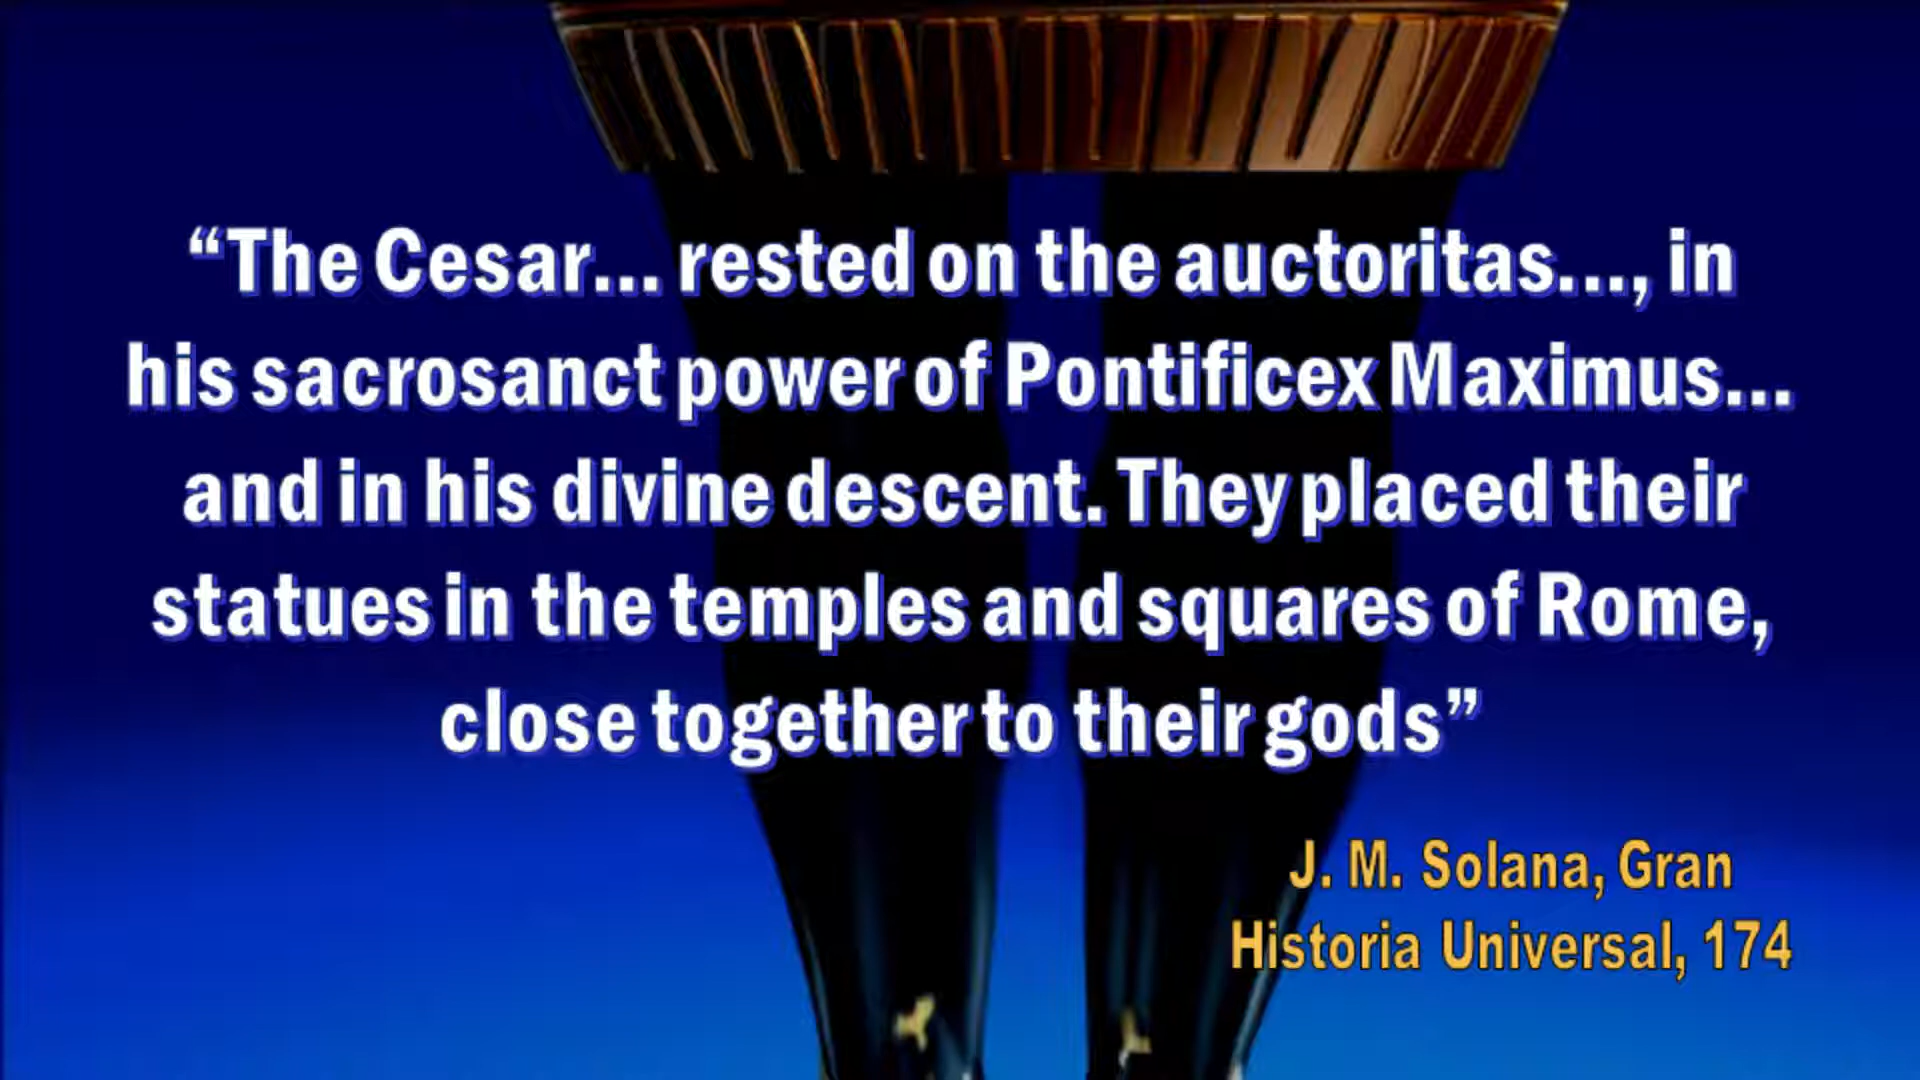 “The Cesar... rested on the auctoritas..., in
his sacrosanct power of Pontificex Maximus...
and in his divine descent. They placed their
statues in the temples and squares of Rome,
close together to their gods”
J. M. Solana, Gran
Historia Universal, 174